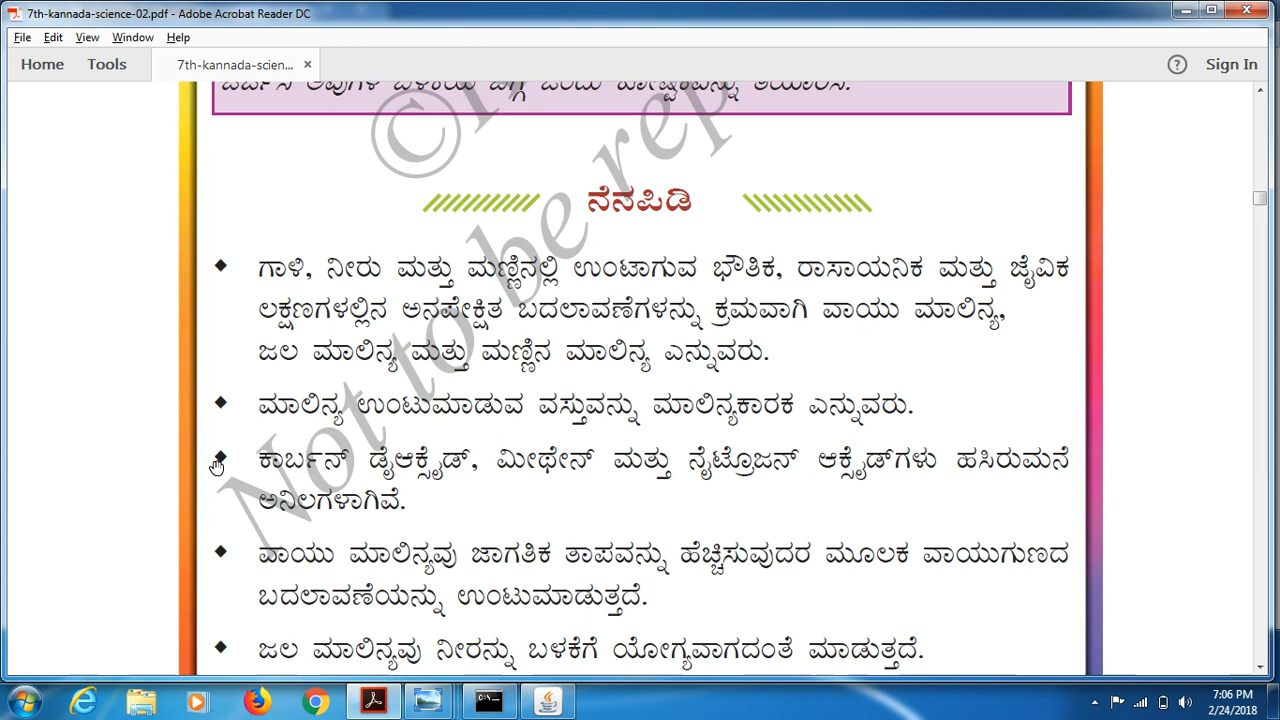 7th-kannada-science-02.pdf - Adobe Acrobat Reader DC
File Edit View Window Help
Home Tools 7th-kannada-scien... × ? Sign In
ನೆನಪಿಡಿ
◆ ಗಾಳಿ, ನೀರು ಮತ್ತು ಮಣ್ಣಿನಲ್ಲಿ ಉಂಟಾಗುವ ಭೌತಿಕ, ರಾಸಾಯನಿಕ ಮತ್ತು ಜೈವಿಕ
ಲಕ್ಷಣಗಳಲ್ಲಿನ ಅನಪೇಕ್ಷಿತ ಬದಲಾವಣೆಗಳನ್ನು ಕ್ರಮವಾಗಿ ವಾಯು ಮಾಲಿನ್ಯ,
ಜಲ ಮಾಲಿನ್ಯ ಮತ್ತು ಮಣ್ಣಿನ ಮಾಲಿನ್ಯ ಎನ್ನುವರು.
◆ ಮಾಲಿನ್ಯ ಉಂಟುಮಾಡುವ ವಸ್ತುವನ್ನು ಮಾಲಿನ್ಯಕಾರಕ ಎನ್ನುವರು.
◆ ಕಾರ್ಬನ್ ಡೈಆಕ್ಸೈಡ್, ಮೀಥೇನ್ ಮತ್ತು ನೈಟ್ರೊಜನ್ ಆಕ್ಸೈಡ್‌ಗಳು ಹಸಿರುಮನೆ
ಅನಿಲಗಳಾಗಿವೆ.
◆ ವಾಯು ಮಾಲಿನ್ಯವು ಜಾಗತಿಕ ತಾಪವನ್ನು ಹೆಚ್ಚಿಸುವುದರ ಮೂಲಕ ವಾಯುಗುಣದ
ಬದಲಾವಣೆಯನ್ನು ಉಂಟುಮಾಡುತ್ತದೆ.
◆ ಜಲ ಮಾಲಿನ್ಯವು ನೀರನ್ನು ಬಳಕೆಗೆ ಯೋಗ್ಯವಾಗದಂತೆ ಮಾಡುತ್ತದೆ.
Not to be rep
©
7:06 PM
2/24/2018